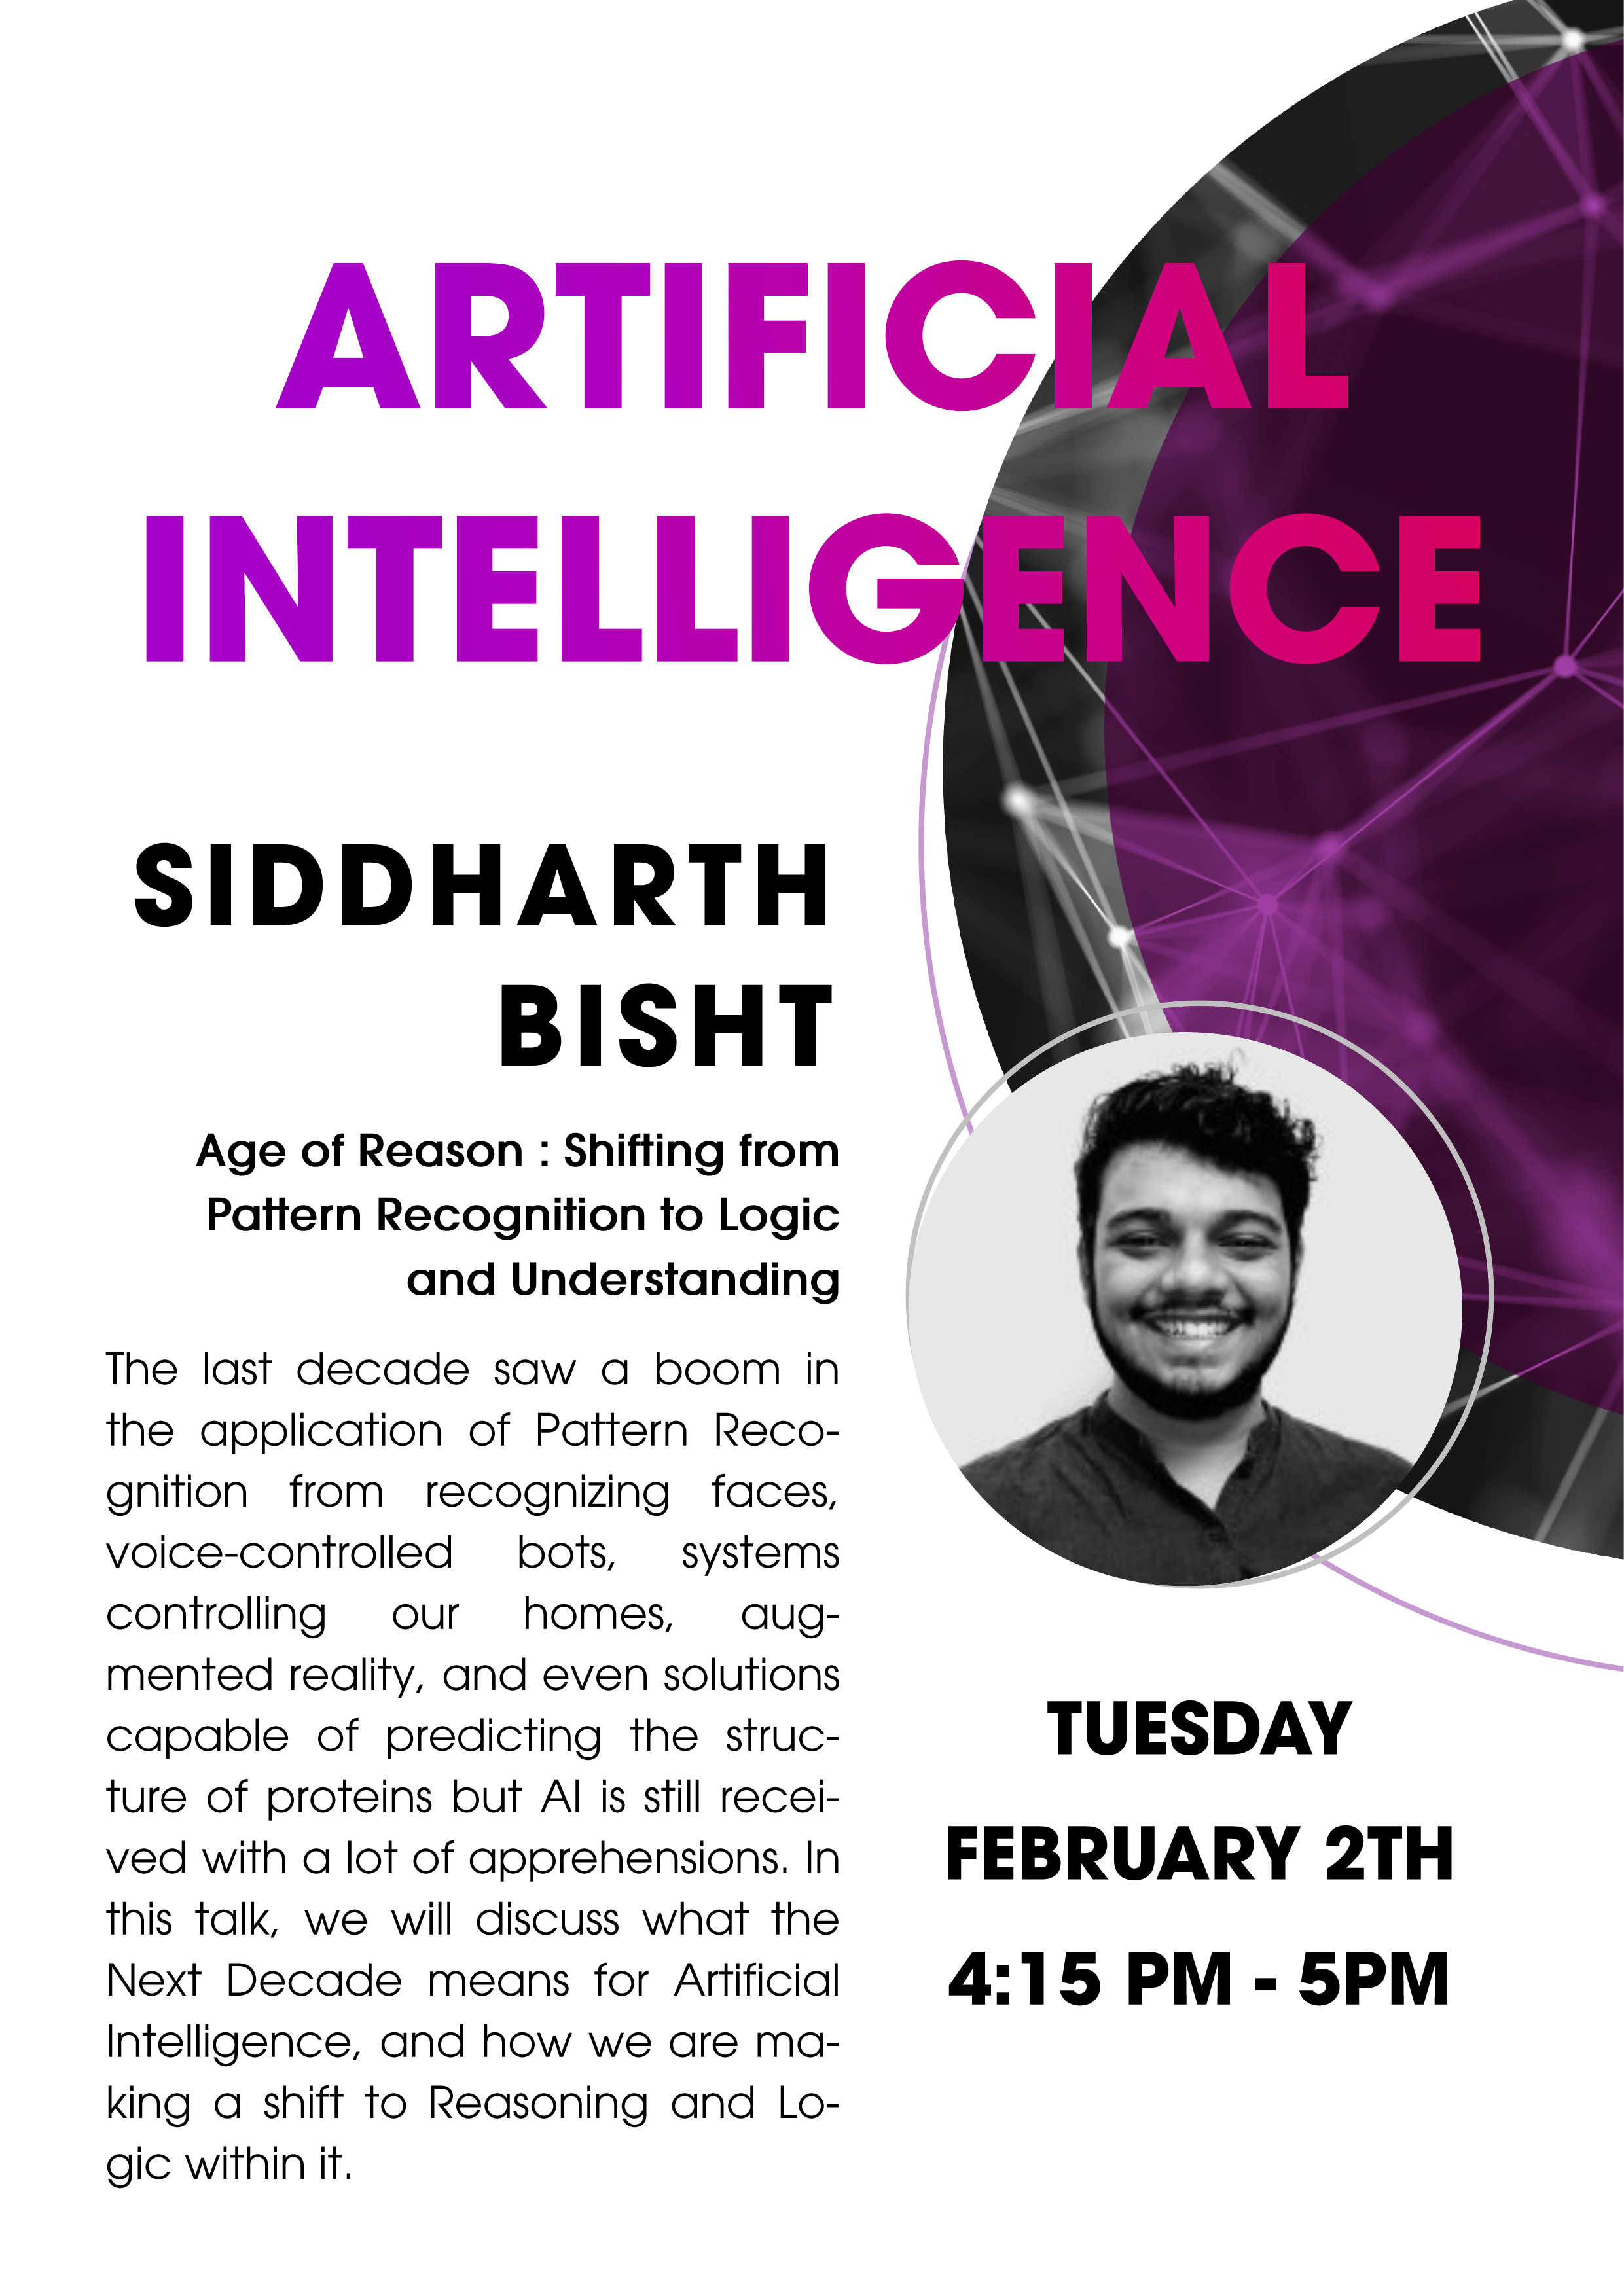 ARTIFICIAL
INTELLIGENCE
SIDDHARTH
BISHT
Age of Reason : Shifting from
Pattern Recognition to Logic
and Understanding
The last decade saw a boom in
the application of Pattern Reco-
gnition from recognizing faces,
voice-controlled bots, systems
controlling our homes, aug-
mented reality, and even solutions
capable of predicting the struc-
ture of proteins but AI is still recei-
ved with a lot of apprehensions. In
this talk, we will discuss what the
Next Decade means for Artificial
Intelligence, and how we are ma-
king a shift to Reasoning and Lo-
gic within it.
TUESDAY
FEBRUARY 2TH
4:15 PM - 5PM